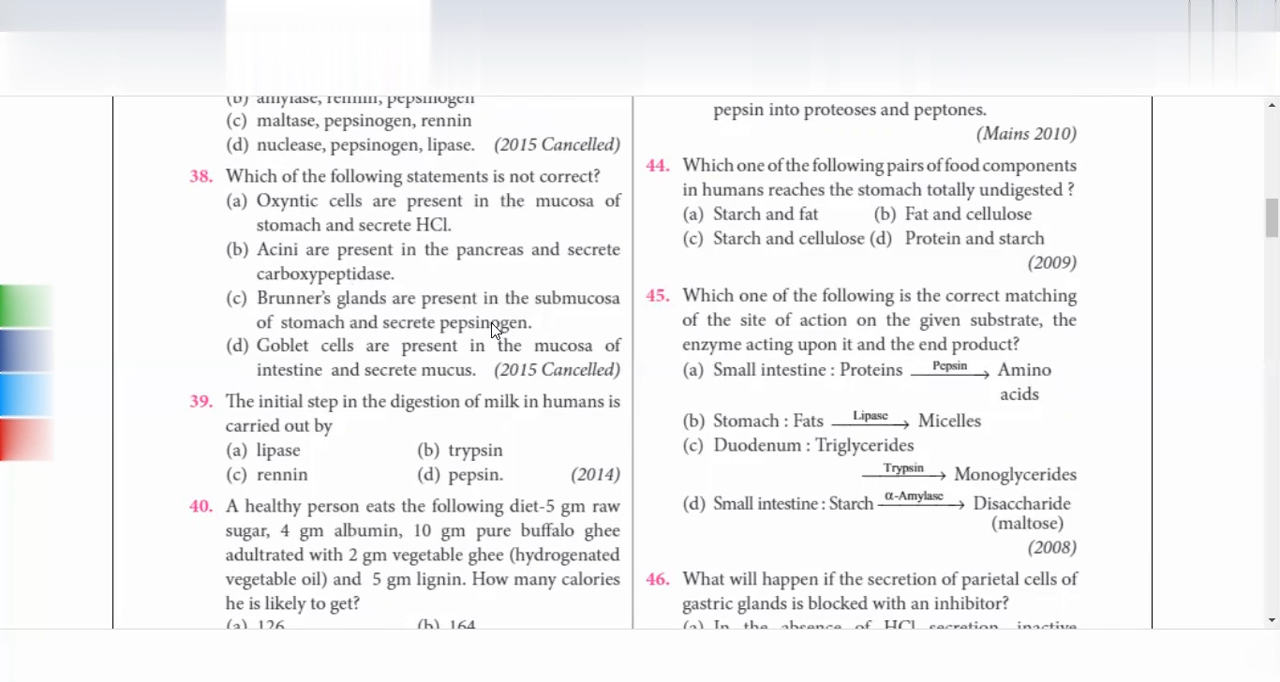 (b) amylase, rennin, pepsinogen
(c) maltase, pepsinogen, rennin
(d) nuclease, pepsinogen, lipase. (2015 Cancelled)
38. Which of the following statements is not correct?
(a) Oxyntic cells are present in the mucosa of
stomach and secrete HCl.
(b) Acini are present in the pancreas and secrete
carboxypeptidase.
(c) Brunner's glands are present in the submucosa
of stomach and secrete pepsinogen.
(d) Goblet cells are present in the mucosa of
intestine and secrete mucus. (2015 Cancelled)
39. The initial step in the digestion of milk in humans is
carried out by
(a) lipase (b) trypsin
(c) rennin (d) pepsin. (2014)
40. A healthy person eats the following diet-5 gm raw
sugar, 4 gm albumin, 10 gm pure buffalo ghee
adultrated with 2 gm vegetable ghee (hydrogenated
vegetable oil) and 5 gm lignin. How many calories
he is likely to get?
(a) 126 (b) 164
pepsin into proteoses and peptones.
(Mains 2010)
44. Which one of the following pairs of food components
in humans reaches the stomach totally undigested ?
(a) Starch and fat (b) Fat and cellulose
(c) Starch and cellulose (d) Protein and starch
(2009)
45. Which one of the following is the correct matching
of the site of action on the given substrate, the
enzyme acting upon it and the end product?
(a) Small intestine : Proteins Pepsin → Amino
acids
(b) Stomach : Fats Lipase → Micelles
(c) Duodenum : Triglycerides
Trypsin → Monoglycerides
(d) Small intestine : Starch α-Amylase → Disaccharide
(maltose)
(2008)
46. What will happen if the secretion of parietal cells of
gastric glands is blocked with an inhibitor?
(a) In the absence of HCl secretion, inactive